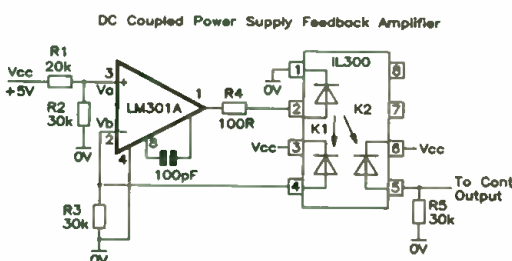 DC Coupled Power Supply Feedback Amplifier
R1
20k
Vcc
+5V
3
+
Va
R2
30k
0V
Vb
−
2
4
LM301A
1
8
100pF
R4
100R
R3
30k
0V
0V
IL300
1
2
3
4
5
6
7
8
K1
K2
Vcc
Vcc
To Cont
Output
R5
30k
0V